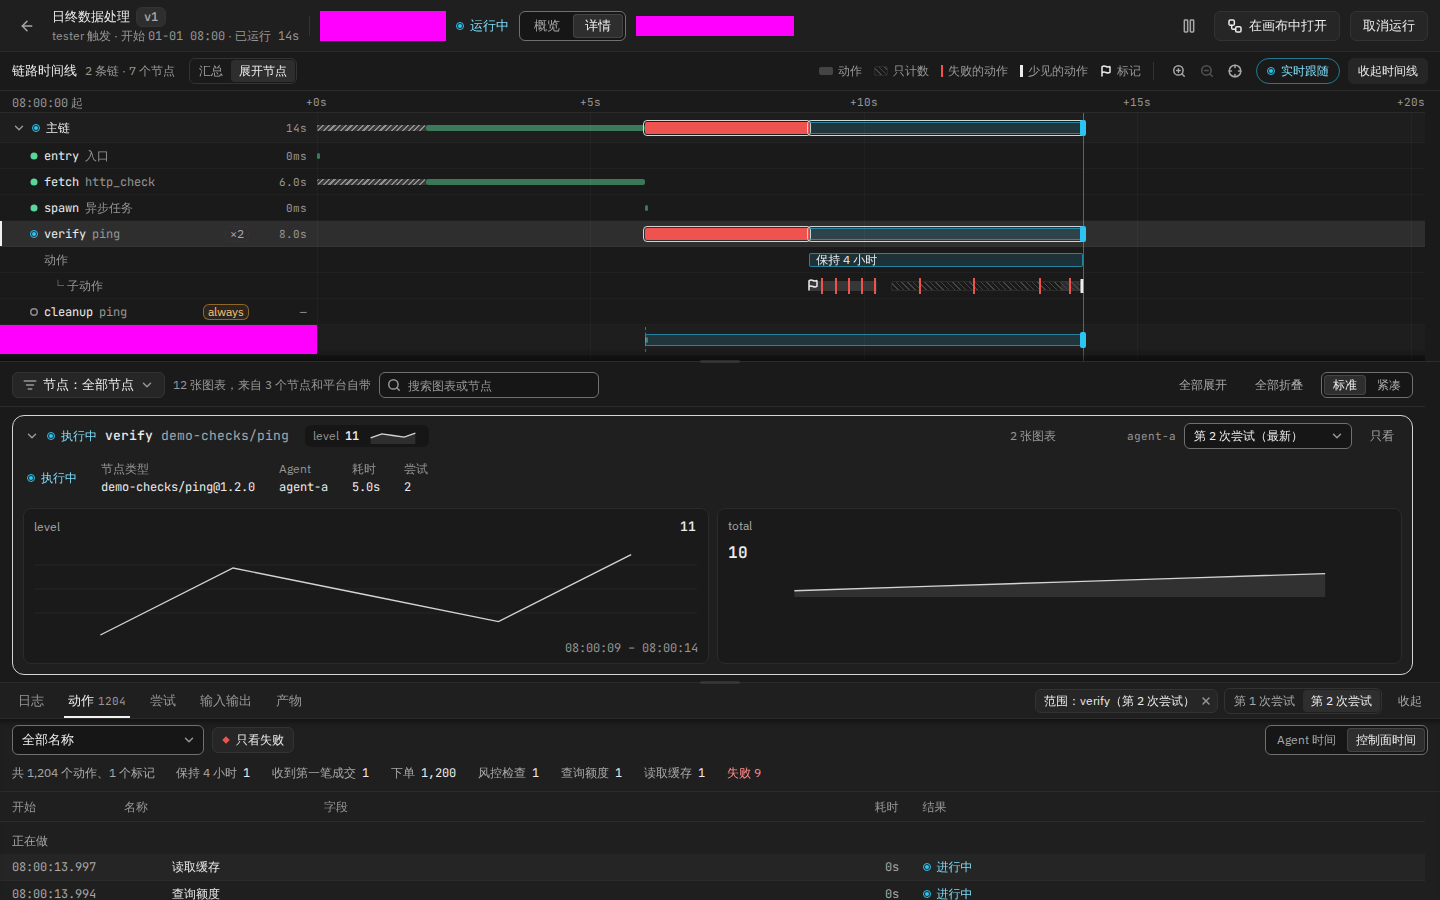 日终数据处理 v1
tester 触发 · 开始 01-01 08:00 · 已运行 14s
运行中 概览 详情 在画布中打开 取消运行
链路时间线 2 条链 · 7 个节点 汇总 展开节点 动作 只计数 失败的动作 少见的动作 标记 实时跟随 收起时间线
08:00:00 起 +0s +5s +10s +15s +20s
主链 14s
entry 入口 0ms
fetch http_check 6.0s
spawn 异步任务 0ms
verify ping ×2 8.0s
动作 保持 4 小时
└ 子动作
cleanup ping always —
节点：全部节点 12 张图表，来自 3 个节点和平台自带 搜索图表或节点 全部展开 全部折叠 标准 紧凑
执行中 verify demo-checks/ping level 11 2 张图表 agent-a 第 2 次尝试（最新） 只看
执行中 节点类型 Agent 耗时 尝试
demo-checks/ping@1.2.0 agent-a 5.0s 2
level 11 total
10
08:00:09 – 08:00:14
日志 动作 1204 尝试 输入输出 产物 范围：verify（第 2 次尝试） 第 1 次尝试 第 2 次尝试 收起
全部名称 只看失败 Agent 时间 控制面时间
共 1,204 个动作、1 个标记 保持 4 小时 1 收到第一笔成交 1 下单 1,200 风控检查 1 查询额度 1 读取缓存 1 失败 9
开始 名称 字段 耗时 结果
正在做
08:00:13.997 读取缓存 0s 进行中
08:00:13.994 查询额度 0s 进行中